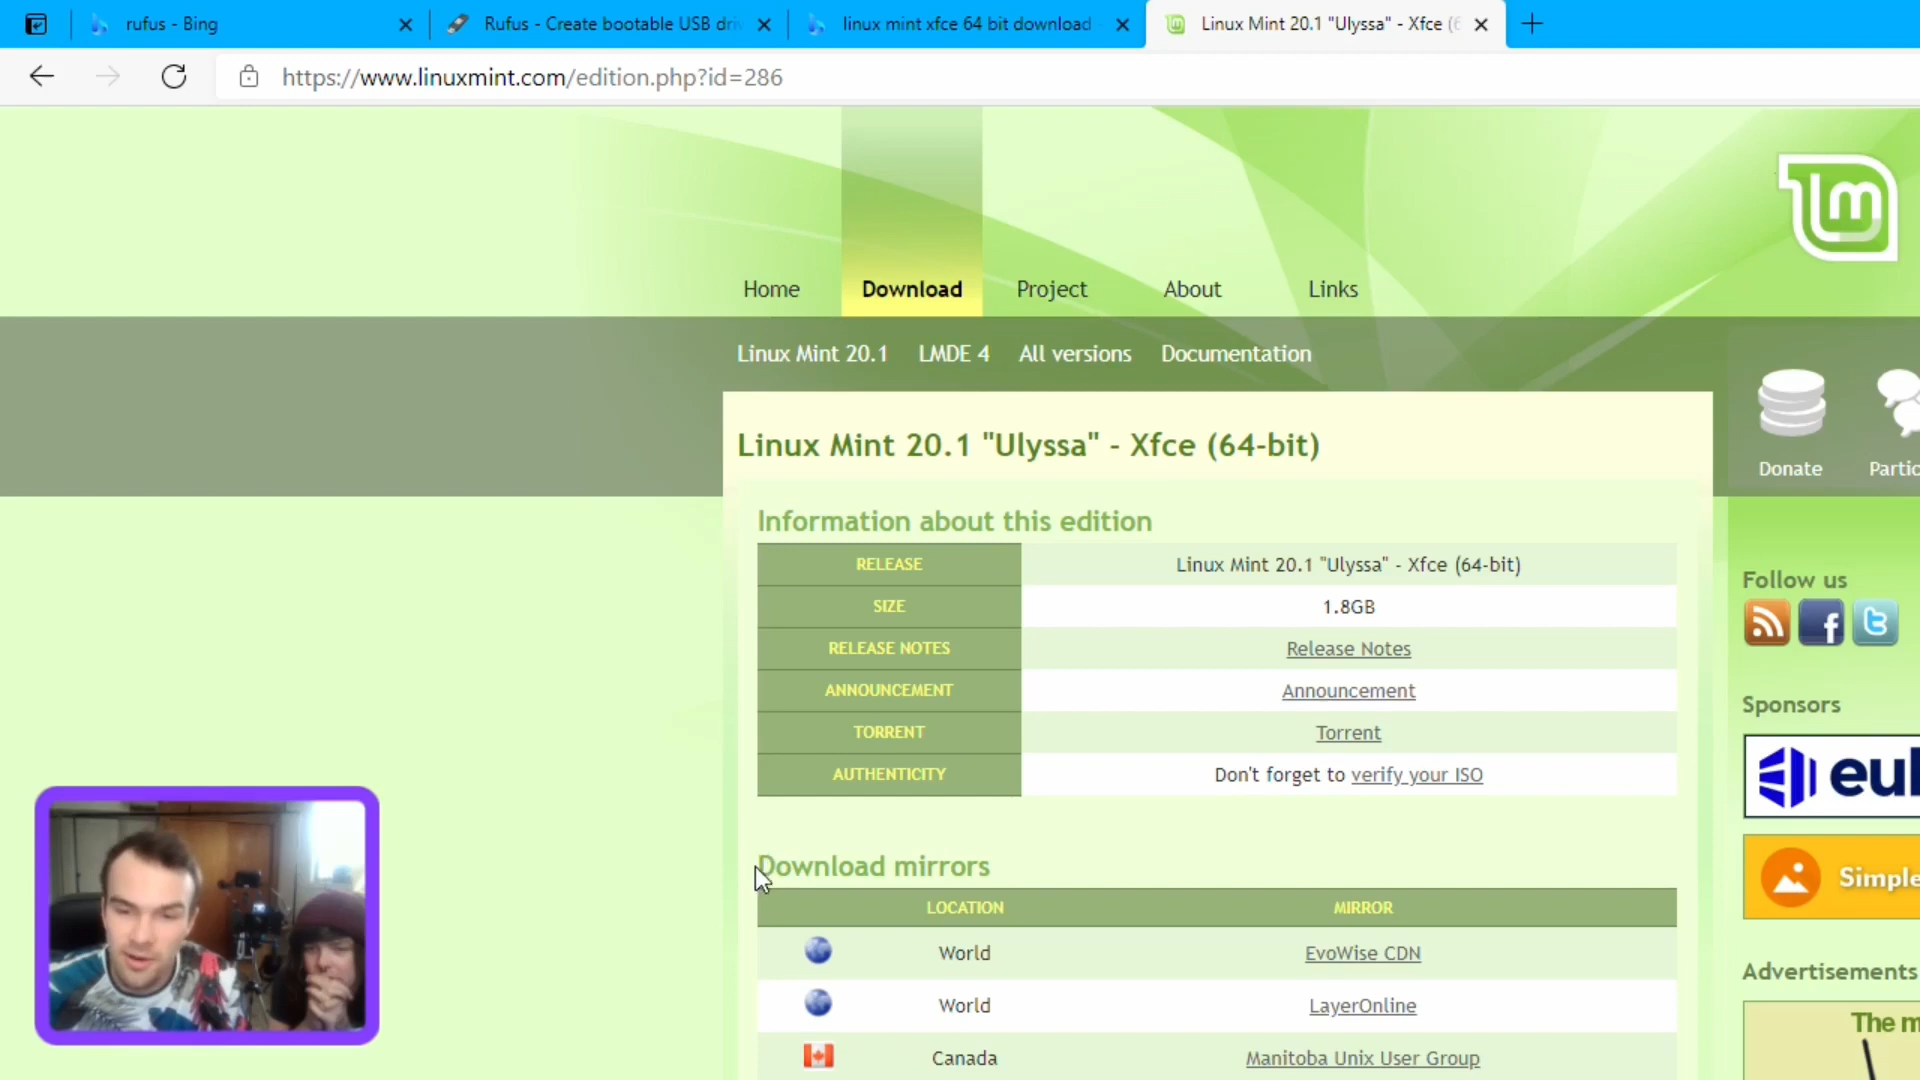 rufus - Bing
Rufus - Create bootable USB driv
linux mint xfce 64 bit download
Linux Mint 20.1 "Ulyssa" - Xfce (6
https://www.linuxmint.com/edition.php?id=286
lm
Home Download Project About Links
Linux Mint 20.1 LMDE 4 All versions Documentation
Donate Partic
Linux Mint 20.1 "Ulyssa" - Xfce (64-bit)
Information about this edition
RELEASE Linux Mint 20.1 "Ulyssa" - Xfce (64-bit)
SIZE 1.8GB
RELEASE NOTES Release Notes
ANNOUNCEMENT Announcement
TORRENT Torrent
AUTHENTICITY Don't forget to verify your ISO
Download mirrors
LOCATION MIRROR
World EvoWise CDN
World LayerOnline
Canada Manitoba Unix User Group
Follow us
Sponsors
euk
Simple
Advertisements
The m